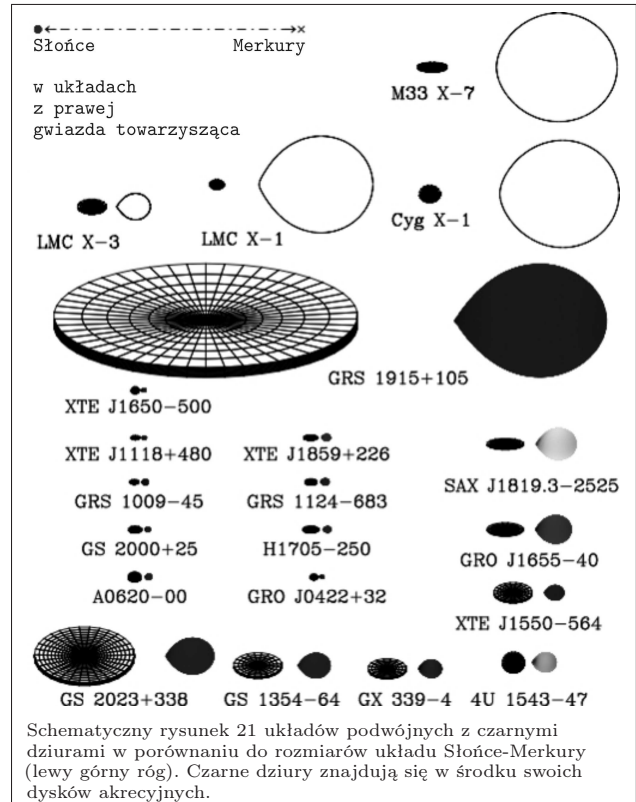 Słońce Merkury
w układach
z prawej
gwiazda towarzysząca
M33 X-7
LMC X-3
LMC X-1
Cyg X-1
GRS 1915+105
XTE J1650-500
XTE J1118+480 XTE J1859+226
SAX J1819.3-2525
GRS 1009-45 GRS 1124-683
GS 2000+25 H1705-250
GRO J1655-40
A0620-00 GRO J0422+32
XTE J1550-564
GS 2023+338 GS 1354-64 GX 339-4 4U 1543-47
Schematyczny rysunek 21 układów podwójnych z czarnymi
dziurami w porównaniu do rozmiarów układu Słońce-Merkury
(lewy górny róg). Czarne dziury znajdują się w środku swoich
dysków akrecyjnych.